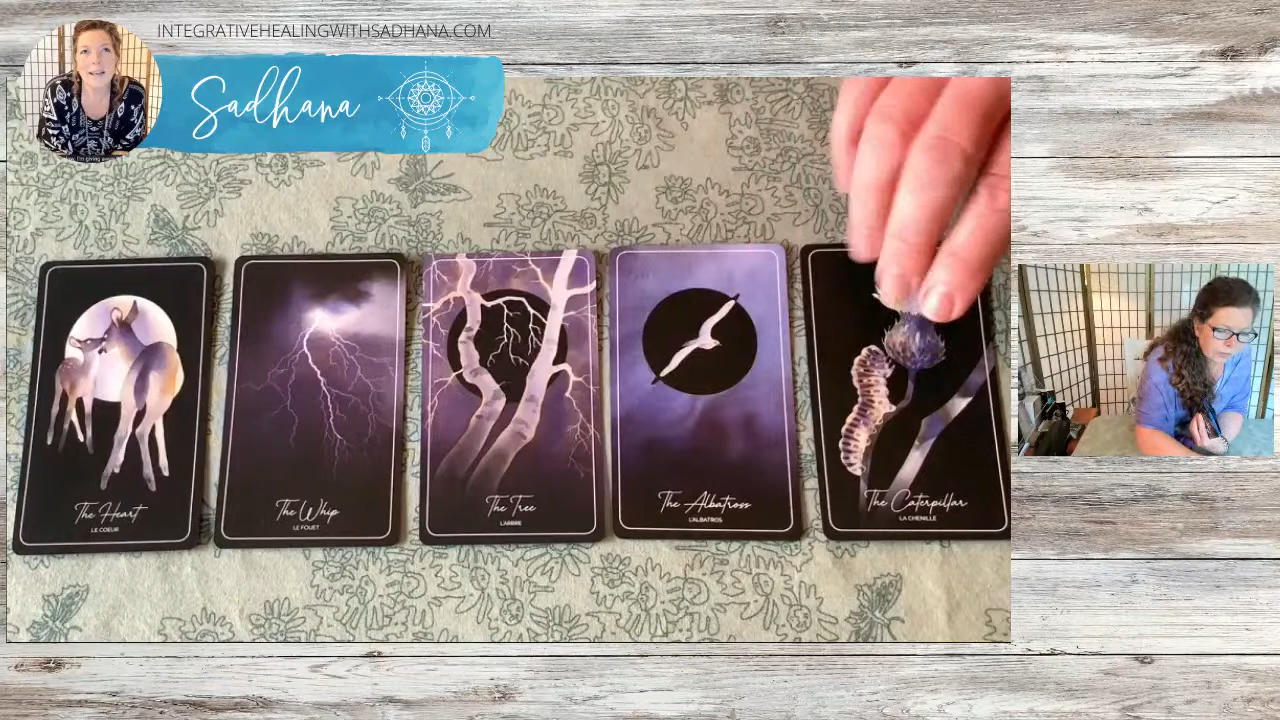 INTEGRATIVEHEALINGWITHSADHANA.COM
Sadhana
The Heart
LE COEUR
The Whip
LE FOUET
The Tree
L'ARBRE
The Albatross
L'ALBATROS
The Caterpillar
LA CHENILLE